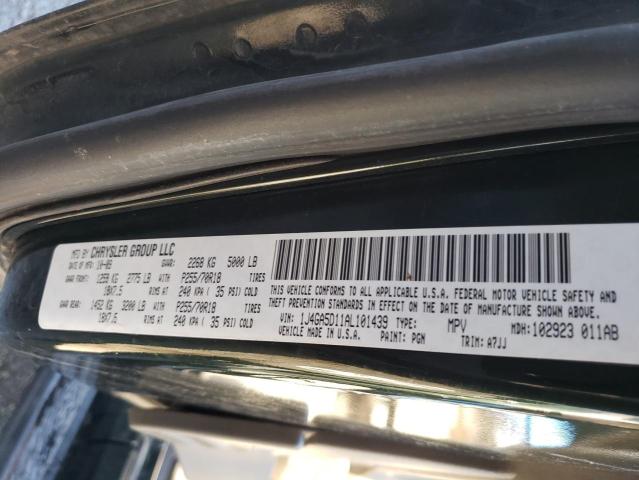 MFD BY: CHRYSLER GROUP LLC
DATE OF MFR: 10-09 GVWR: 2268 KG 5000 LB
GAWR FRONT: 1259 KG 2775 LB WITH P255/70R18 TIRES
18X7.5 RIMS AT 240 KPA ( 35 PSI) COLD
GAWR REAR: 1452 KG 3200 LB WITH P255/70R18 TIRES
18X7.5 RIMS AT 240 KPA ( 35 PSI) COLD
THIS VEHICLE CONFORMS TO ALL APPLICABLE U.S.A. FEDERAL MOTOR VEHICLE SAFETY AND
THEFT PREVENTION STANDARDS IN EFFECT ON THE DATE OF MANUFACTURE SHOWN ABOVE.
VIN: 1J4GA5D11AL101439 TYPE: MPV MDH: 102923 011AB
VEHICLE MADE IN U.S.A. PAINT: PGN TRIM: A7JJ